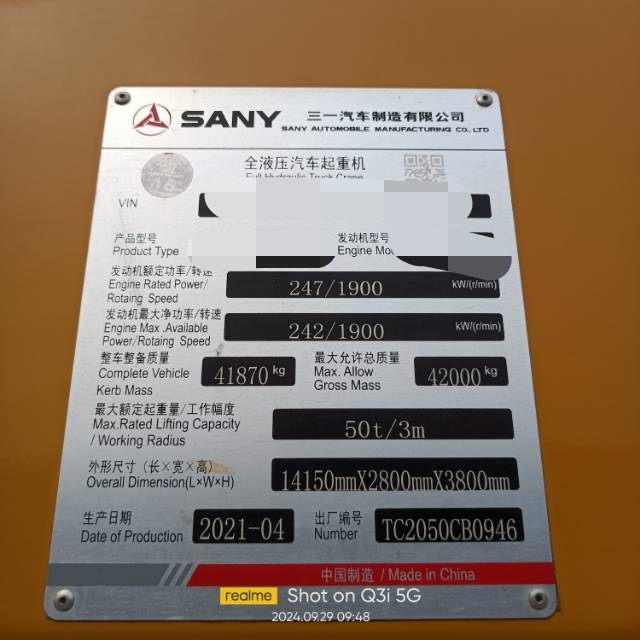 SANY 三一汽车制造有限公司
SANY AUTOMOBILE MANUFACTURING CO., LTD
全液压汽车起重机
Full Hydraulic Truck Crane
VIN
产品型号 发动机型号
Product Type Engine
发动机额定功率/转速
Engine Rated Power/ 247/1900 kW/(r/min)
Rotaing Speed
发动机最大净功率/转速
Engine Max .Available 242/1900 kW/(r/min)
Power/Rotaing Speed
整车整备质量 最大允许总质量
Complete Vehicle 41870 kg Max. Allow 42000 kg
Kerb Mass Gross Mass
最大额定起重量/工作幅度
Max.Rated Lifting Capacity 50t/3m
/ Working Radius
外形尺寸（长×宽×高）
Overall Dimension(L×W×H) 14150mmX2800mmX3800mm
生产日期 2021-04 出厂编号 TC2050CB0946
Date of Production Number
中国制造 / Made in China
realme Shot on Q3i 5G
2024.09.29 09:48